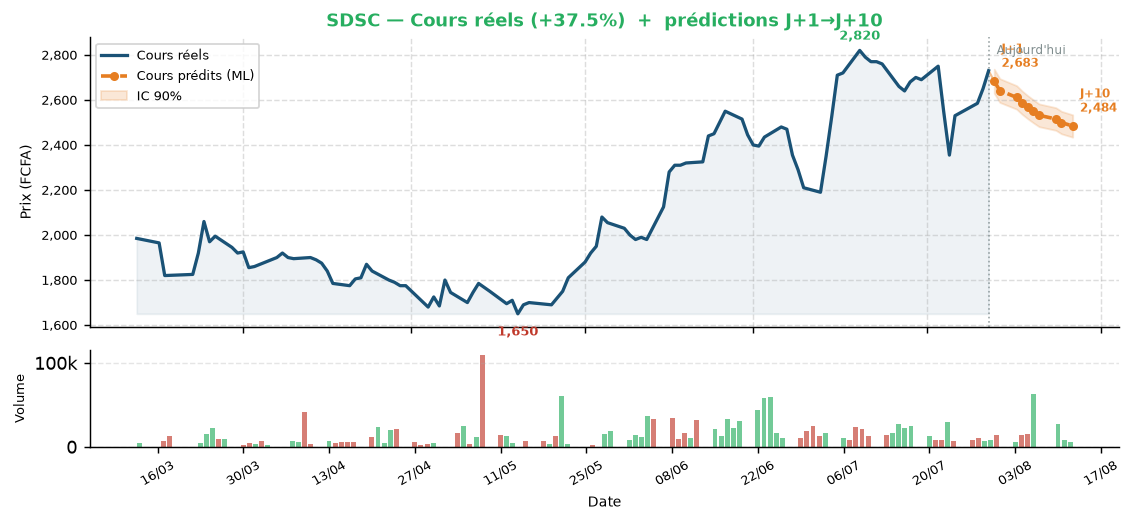 SDSC — Cours réels (+37.5%)  +  prédictions J+1→J+10
2,820
Cours réels
Cours prédits (ML)
IC 90%
Aujourd'hui
J+1
2,683
J+10
2,484
1,650
Prix (FCFA)
2,800
2,600
2,400
2,200
2,000
1,800
1,600
Volume
100k
0
16/03
30/03
13/04
27/04
11/05
25/05
08/06
22/06
06/07
20/07
03/08
17/08
Date